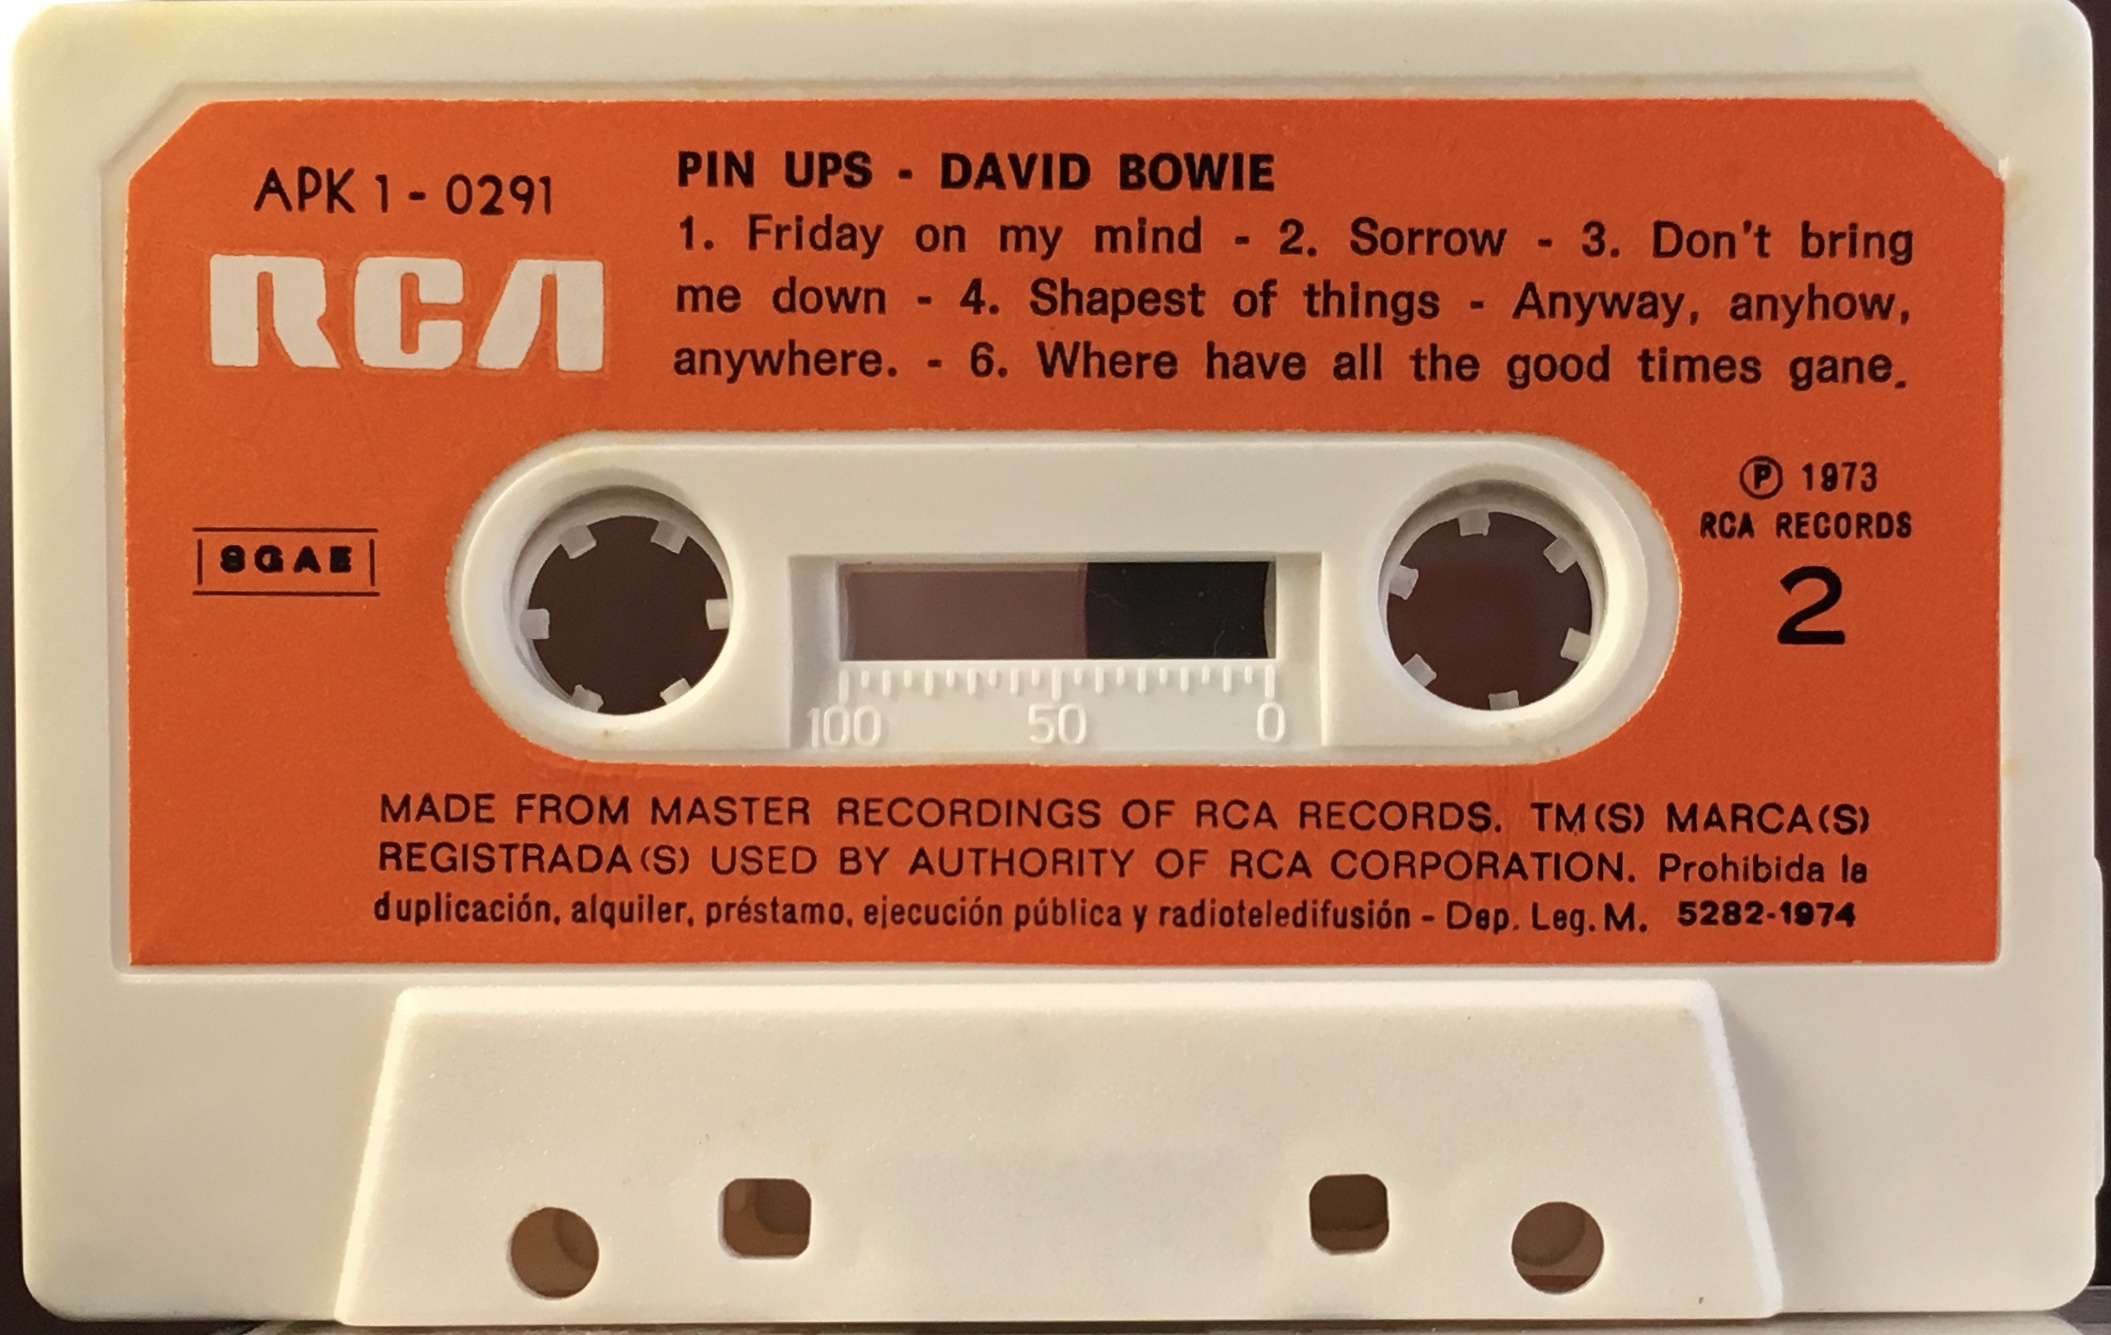 APK 1 - 0291
RCA
PIN UPS - DAVID BOWIE
1. Friday on my mind - 2. Sorrow - 3. Don't bring
me down - 4. Shapest of things - Anyway, anyhow,
anywhere. - 6. Where have all the good times gane.
SGAE
Ⓟ 1973
RCA RECORDS
2
100 50 0
MADE FROM MASTER RECORDINGS OF RCA RECORDS. TM(S) MARCA(S)
REGISTRADA(S) USED BY AUTHORITY OF RCA CORPORATION. Prohibida la
duplicación, alquiler, préstamo, ejecución pública y radioteledifusión - Dep. Leg. M. 5282-1974